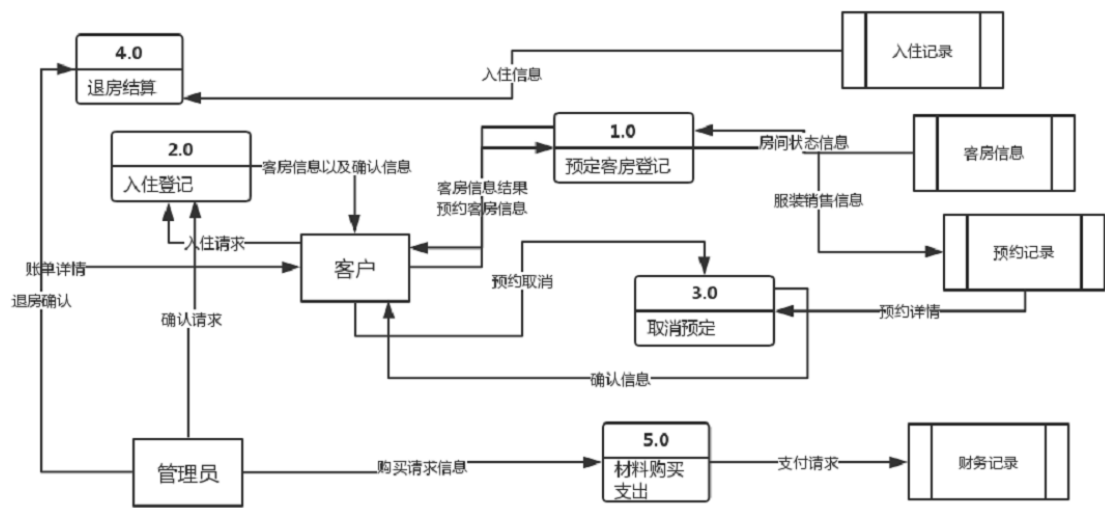 4.0
退房结算
入住记录
入住信息
1.0
预定客房登记
房间状态信息
客房信息
2.0
入住登记
客房信息以及确认信息
客房信息结果
预约客房信息
服装销售信息
入住请求
客户
预约记录
账单详情
退房确认
预约取消
3.0
取消预定
预约详情
确认请求
确认信息
管理员
购买请求信息
5.0
材料购买
支出
支付请求
财务记录